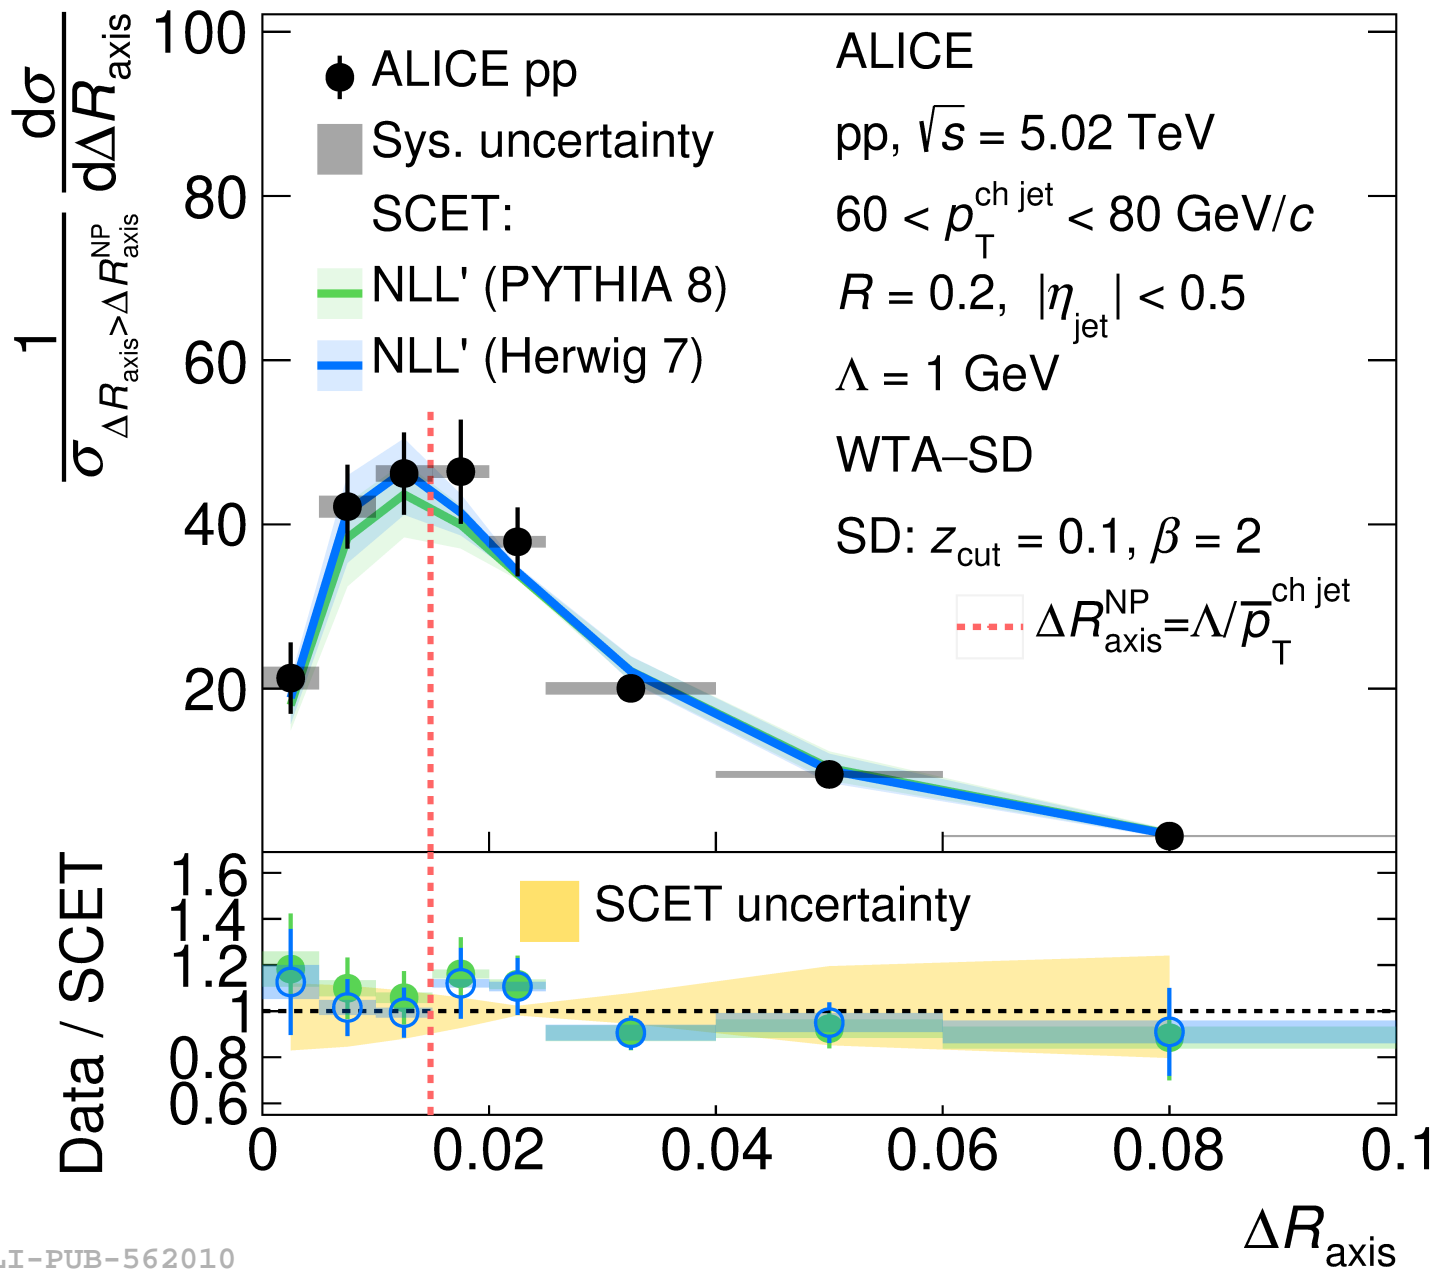 1/σ_{ΔR_axis>ΔR_axis^NP} dσ/dΔR_axis
100
80
60
40
20
ALICE pp
Sys. uncertainty
SCET:
NLL' (PYTHIA 8)
NLL' (Herwig 7)
ALICE
pp, √s = 5.02 TeV
60 < p_T^{ch jet} < 80 GeV/c
R = 0.2, |η_jet| < 0.5
Λ = 1 GeV
WTA–SD
SD: z_cut = 0.1, β = 2
ΔR_axis^NP=Λ/p̅_T^{ch jet}
Data / SCET
1.6
1.4
1.2
1
0.8
0.6
SCET uncertainty
0 0.02 0.04 0.06 0.08 0.1
ΔR_axis
LI-PUB-562010